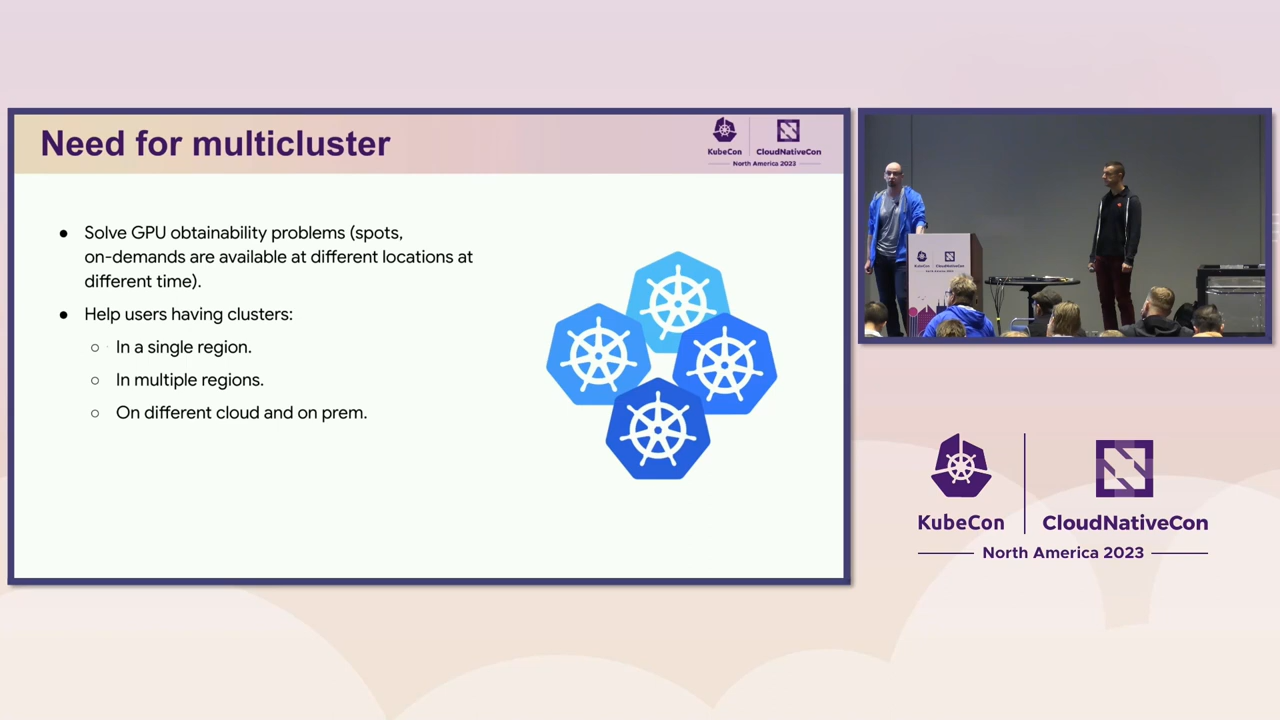 Need for multicluster
KubeCon
CloudNativeCon
North America 2023
● Solve GPU obtainability problems (spots,
on-demands are available at different locations at
different time).
● Help users having clusters:
○ In a single region.
○ In multiple regions.
○ On different cloud and on prem.
KubeCon
CloudNativeCon
North America 2023